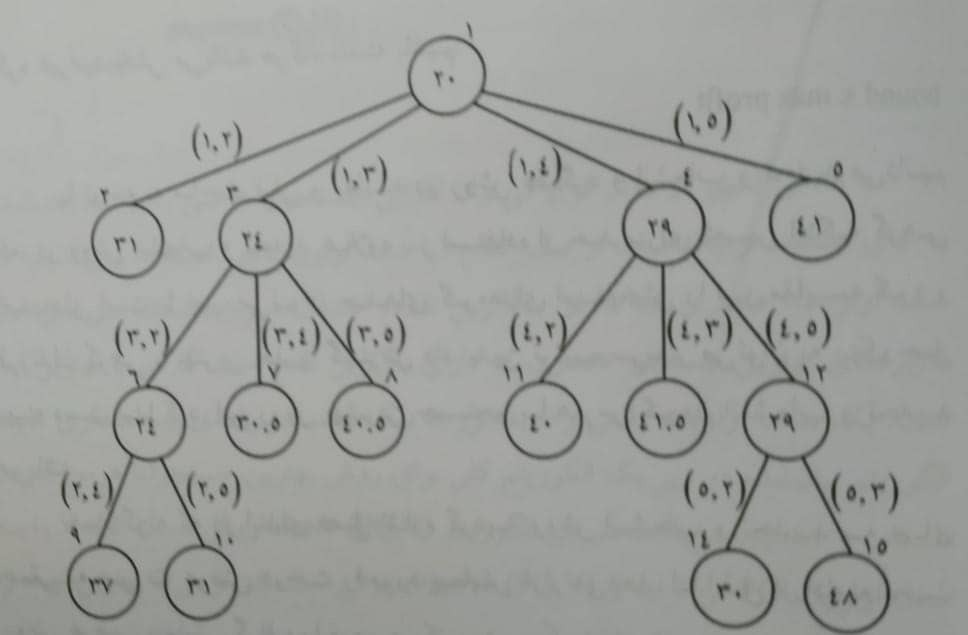 ١
٢٠
(١,٢) (١,٣) (١,٤) (١,٥)
٢ ٣ ٤ ٥
٣١ ٢٤ ٢٩ ٤١
(٣,٢) (٣,٤) (٣,٥) (٤,٢) (٤,٣) (٤,٥)
٦ ٧ ٨ ١١ ١٢
٢٤ ٣٠.٥ ٤٠.٥ ٤٠ ٤١.٥ ٢٩
(٢,٤) (٢,٥) (٥,٢) (٥,٣)
٩ ١٠ ١٤ ١٥
٣٧ ٣١ ٣٠ ٤٨